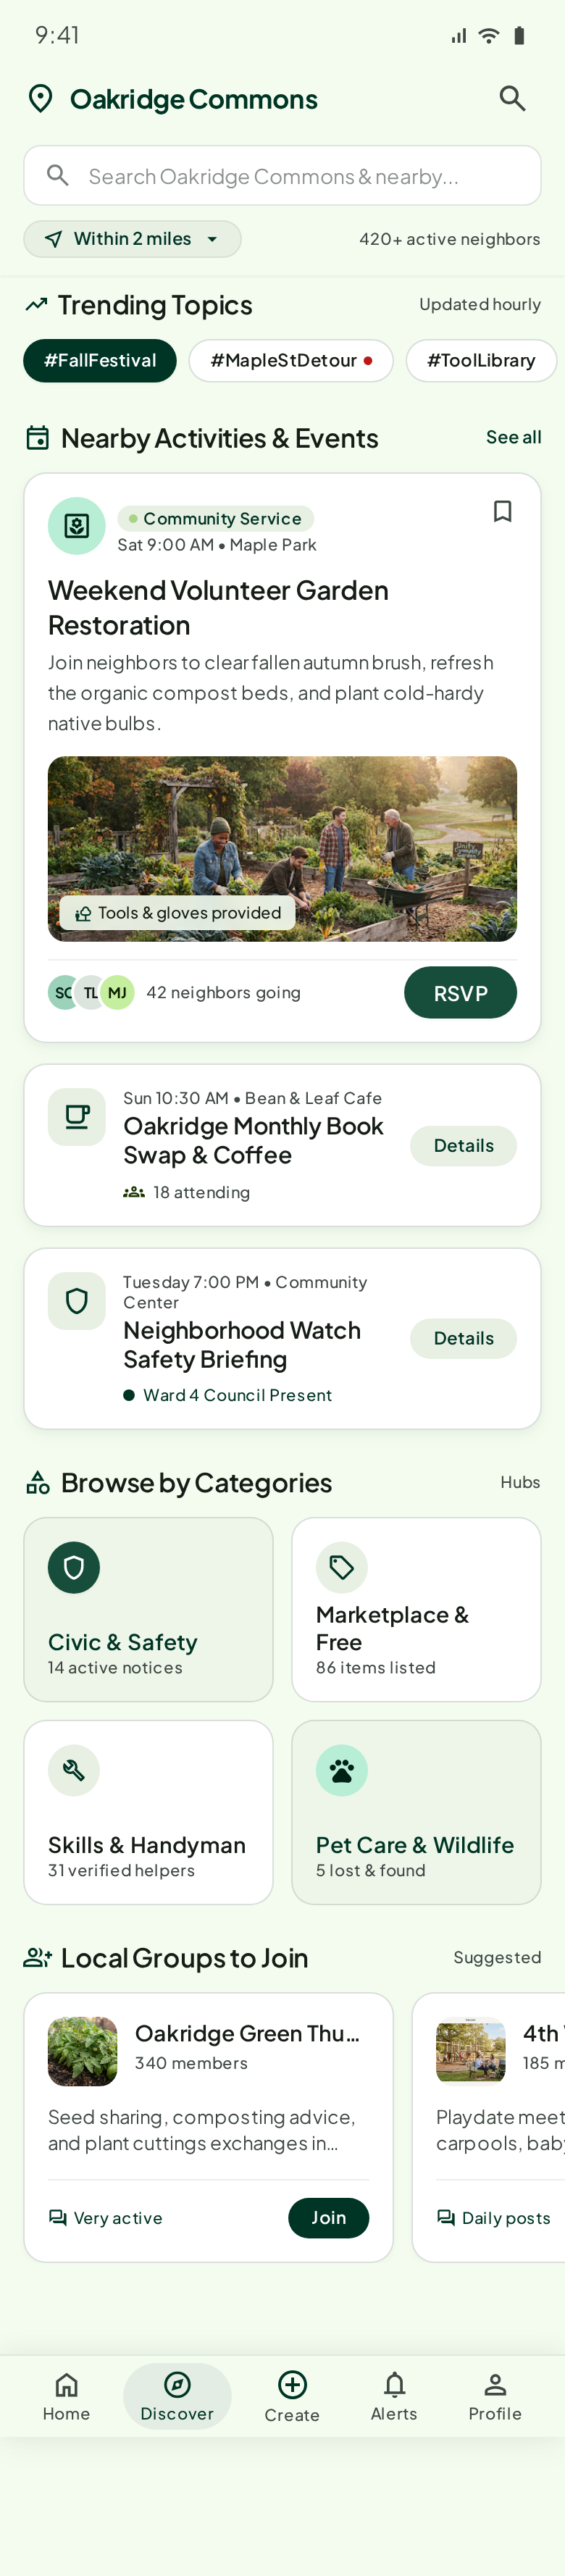 9:41
Oakridge Commons
Search Oakridge Commons & nearby...
Within 2 miles
420+ active neighbors
Trending Topics
Updated hourly
#FallFestival
#MapleStDetour
#ToolLibrary
Nearby Activities & Events
See all
Community Service
Sat 9:00 AM • Maple Park
Weekend Volunteer Garden
Restoration
Join neighbors to clear fallen autumn brush, refresh
the organic compost beds, and plant cold-hardy
native bulbs.
Unity
Community
Garden
Tools & gloves provided
SC
TL
MJ
42 neighbors going
RSVP
Sun 10:30 AM • Bean & Leaf Cafe
Oakridge Monthly Book
Swap & Coffee
18 attending
Details
Tuesday 7:00 PM • Community
Center
Neighborhood Watch
Safety Briefing
Ward 4 Council Present
Details
Browse by Categories
Hubs
Civic & Safety
14 active notices
Marketplace &
Free
86 items listed
Skills & Handyman
31 verified helpers
Pet Care & Wildlife
5 lost & found
Local Groups to Join
Suggested
Oakridge Green Thu...
340 members
Seed sharing, composting advice,
and plant cuttings exchanges in...
Very active
Join
4th
185 m
Playdate meet
carpools, bab
Daily posts
Home
Discover
Create
Alerts
Profile